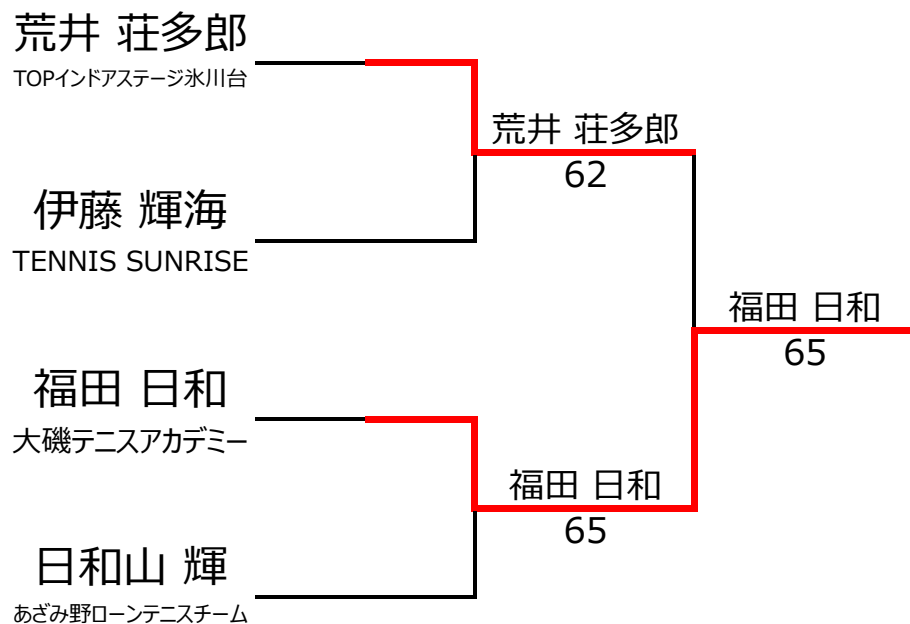 荒井 荘多郎
TOPインドアステージ氷川台
荒井 荘多郎
62
伊藤 輝海
TENNIS SUNRISE
福田 日和
65
福田 日和
大磯テニスアカデミー
福田 日和
65
日和山 輝
あざみ野ローンテニスチーム